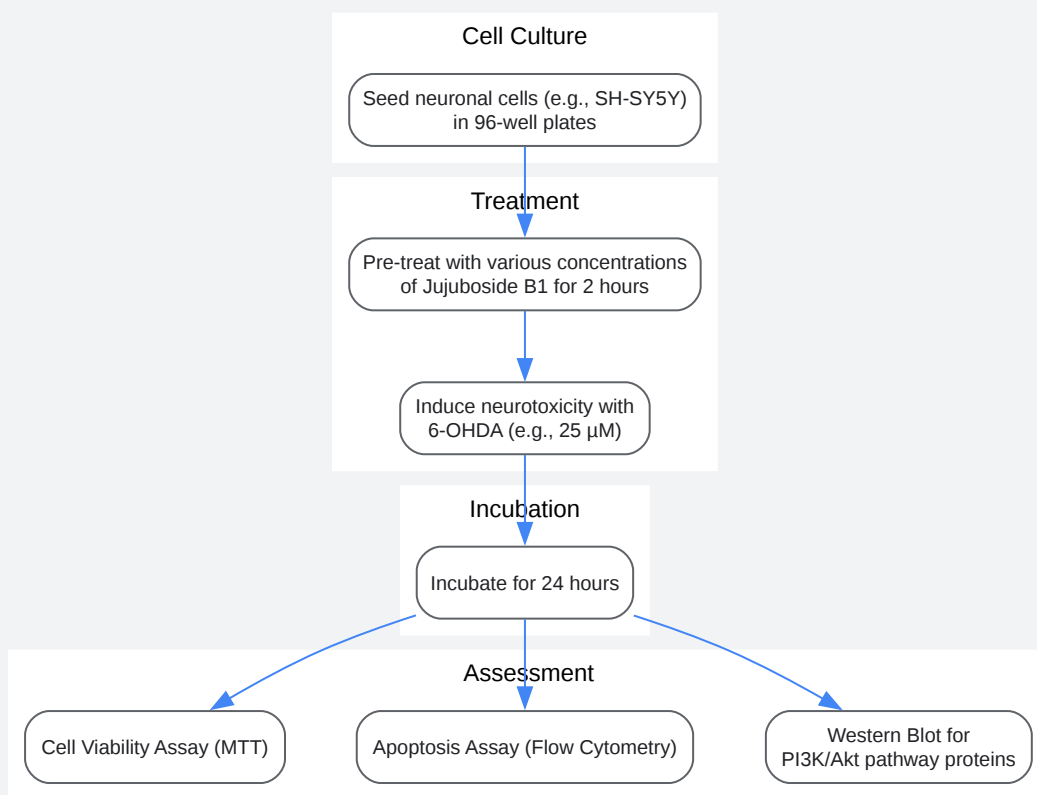 Cell Culture
Seed neuronal cells (e.g., SH-SY5Y)
in 96-well plates
Treatment
Pre-treat with various concentrations
of Jujuboside B1 for 2 hours
Induce neurotoxicity with
6-OHDA (e.g., 25 µM)
Incubation
Incubate for 24 hours
Assessment
Cell Viability Assay (MTT)
Apoptosis Assay (Flow Cytometry)
Western Blot for
PI3K/Akt pathway proteins